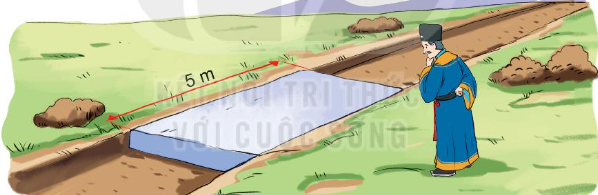 5 m
KẾT NỐI TRI THỨC
VỚI CUỘC SỐNG